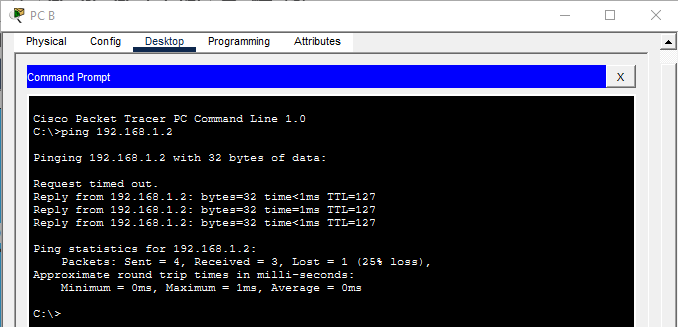 PC B
Physical Config Desktop Programming Attributes
Command Prompt X
Cisco Packet Tracer PC Command Line 1.0
C:\>ping 192.168.1.2
Pinging 192.168.1.2 with 32 bytes of data:
Request timed out.
Reply from 192.168.1.2: bytes=32 time<1ms TTL=127
Reply from 192.168.1.2: bytes=32 time=1ms TTL=127
Reply from 192.168.1.2: bytes=32 time<1ms TTL=127
Ping statistics for 192.168.1.2:
Packets: Sent = 4, Received = 3, Lost = 1 (25% loss),
Approximate round trip times in milli-seconds:
Minimum = 0ms, Maximum = 1ms, Average = 0ms
C:\>